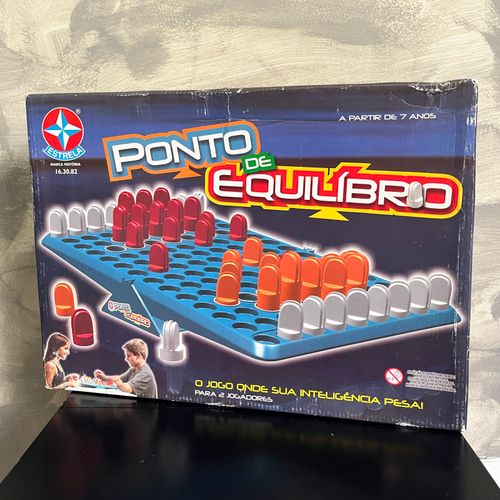 ESTRELA
MARCA NOTÓRIA
16.30.82
A PARTIR DE 7 ANOS
PONTO
DE
EQUILÍBRIO
O JOGO ONDE SUA INTELIGÊNCIA PESA!
PARA 2 JOGADORES